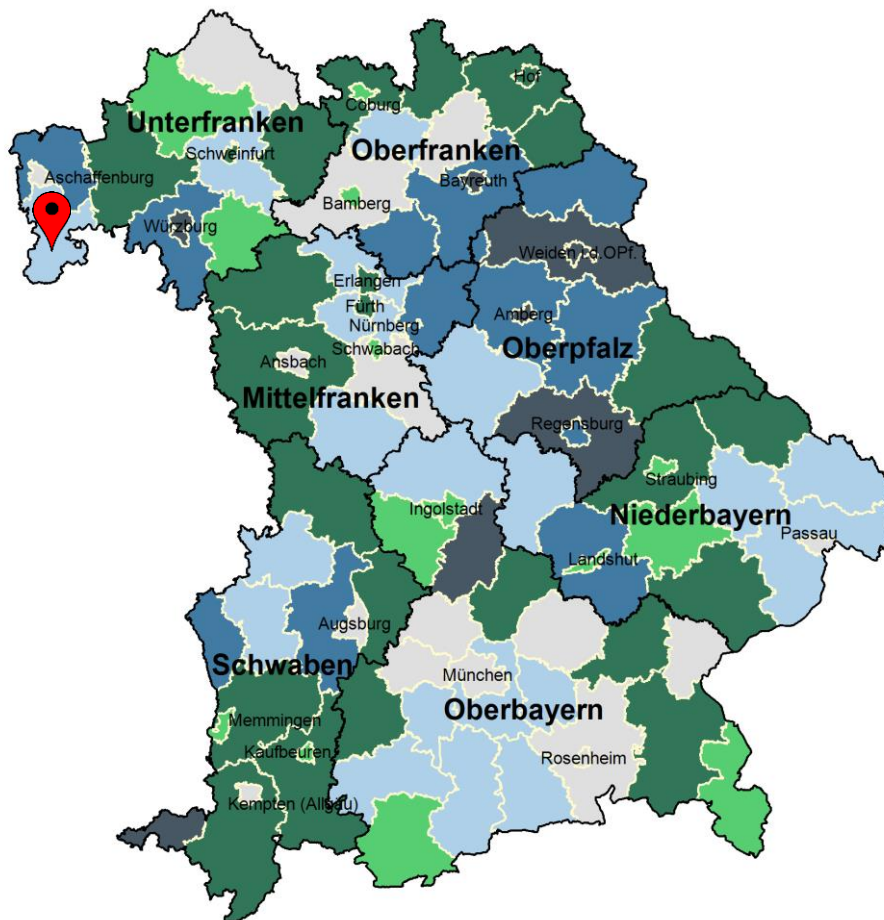 Hof
Coburg
Unterfranken
Schweinfurt
Oberfranken
Aschaffenburg
Bayreuth
Bamberg
Würzburg
Weiden i.d.OPf.
Erlangen
Fürth
Amberg
Nürnberg
Schwabach
Oberpfalz
Ansbach
Mittelfranken
Regensburg
Straubing
Ingolstadt
Niederbayern
Passau
Landshut
Augsburg
Schwaben
München
Oberbayern
Memmingen
Kaufbeuren
Rosenheim
Kempten (Allgäu)